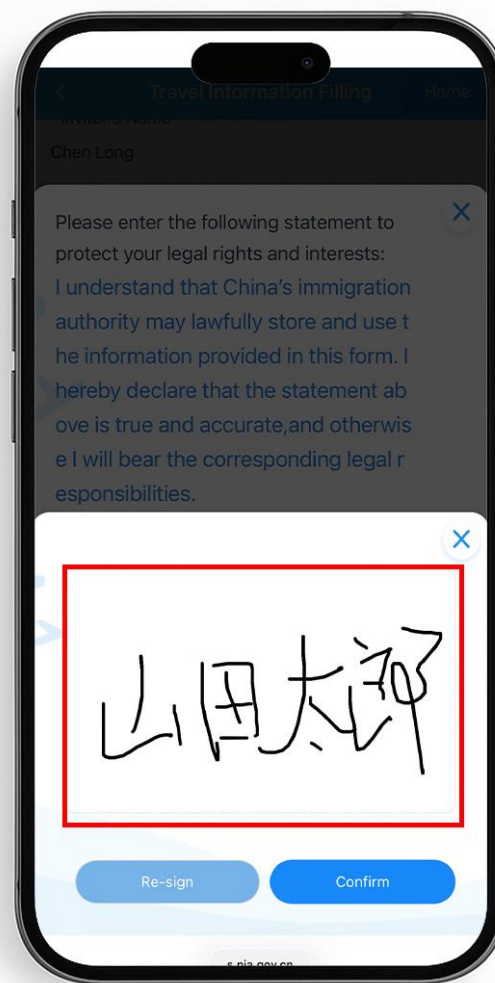 Travel Information Filling Home
Inviter's Name
Chen Long
Please enter the following statement to
protect your legal rights and interests:
I understand that China's immigration
authority may lawfully store and use t
he information provided in this form. I
hereby declare that the statement ab
ove is true and accurate,and otherwis
e I will bear the corresponding legal r
esponsibilities.
山田太郎
Re-sign Confirm
s.nia.gov.cn